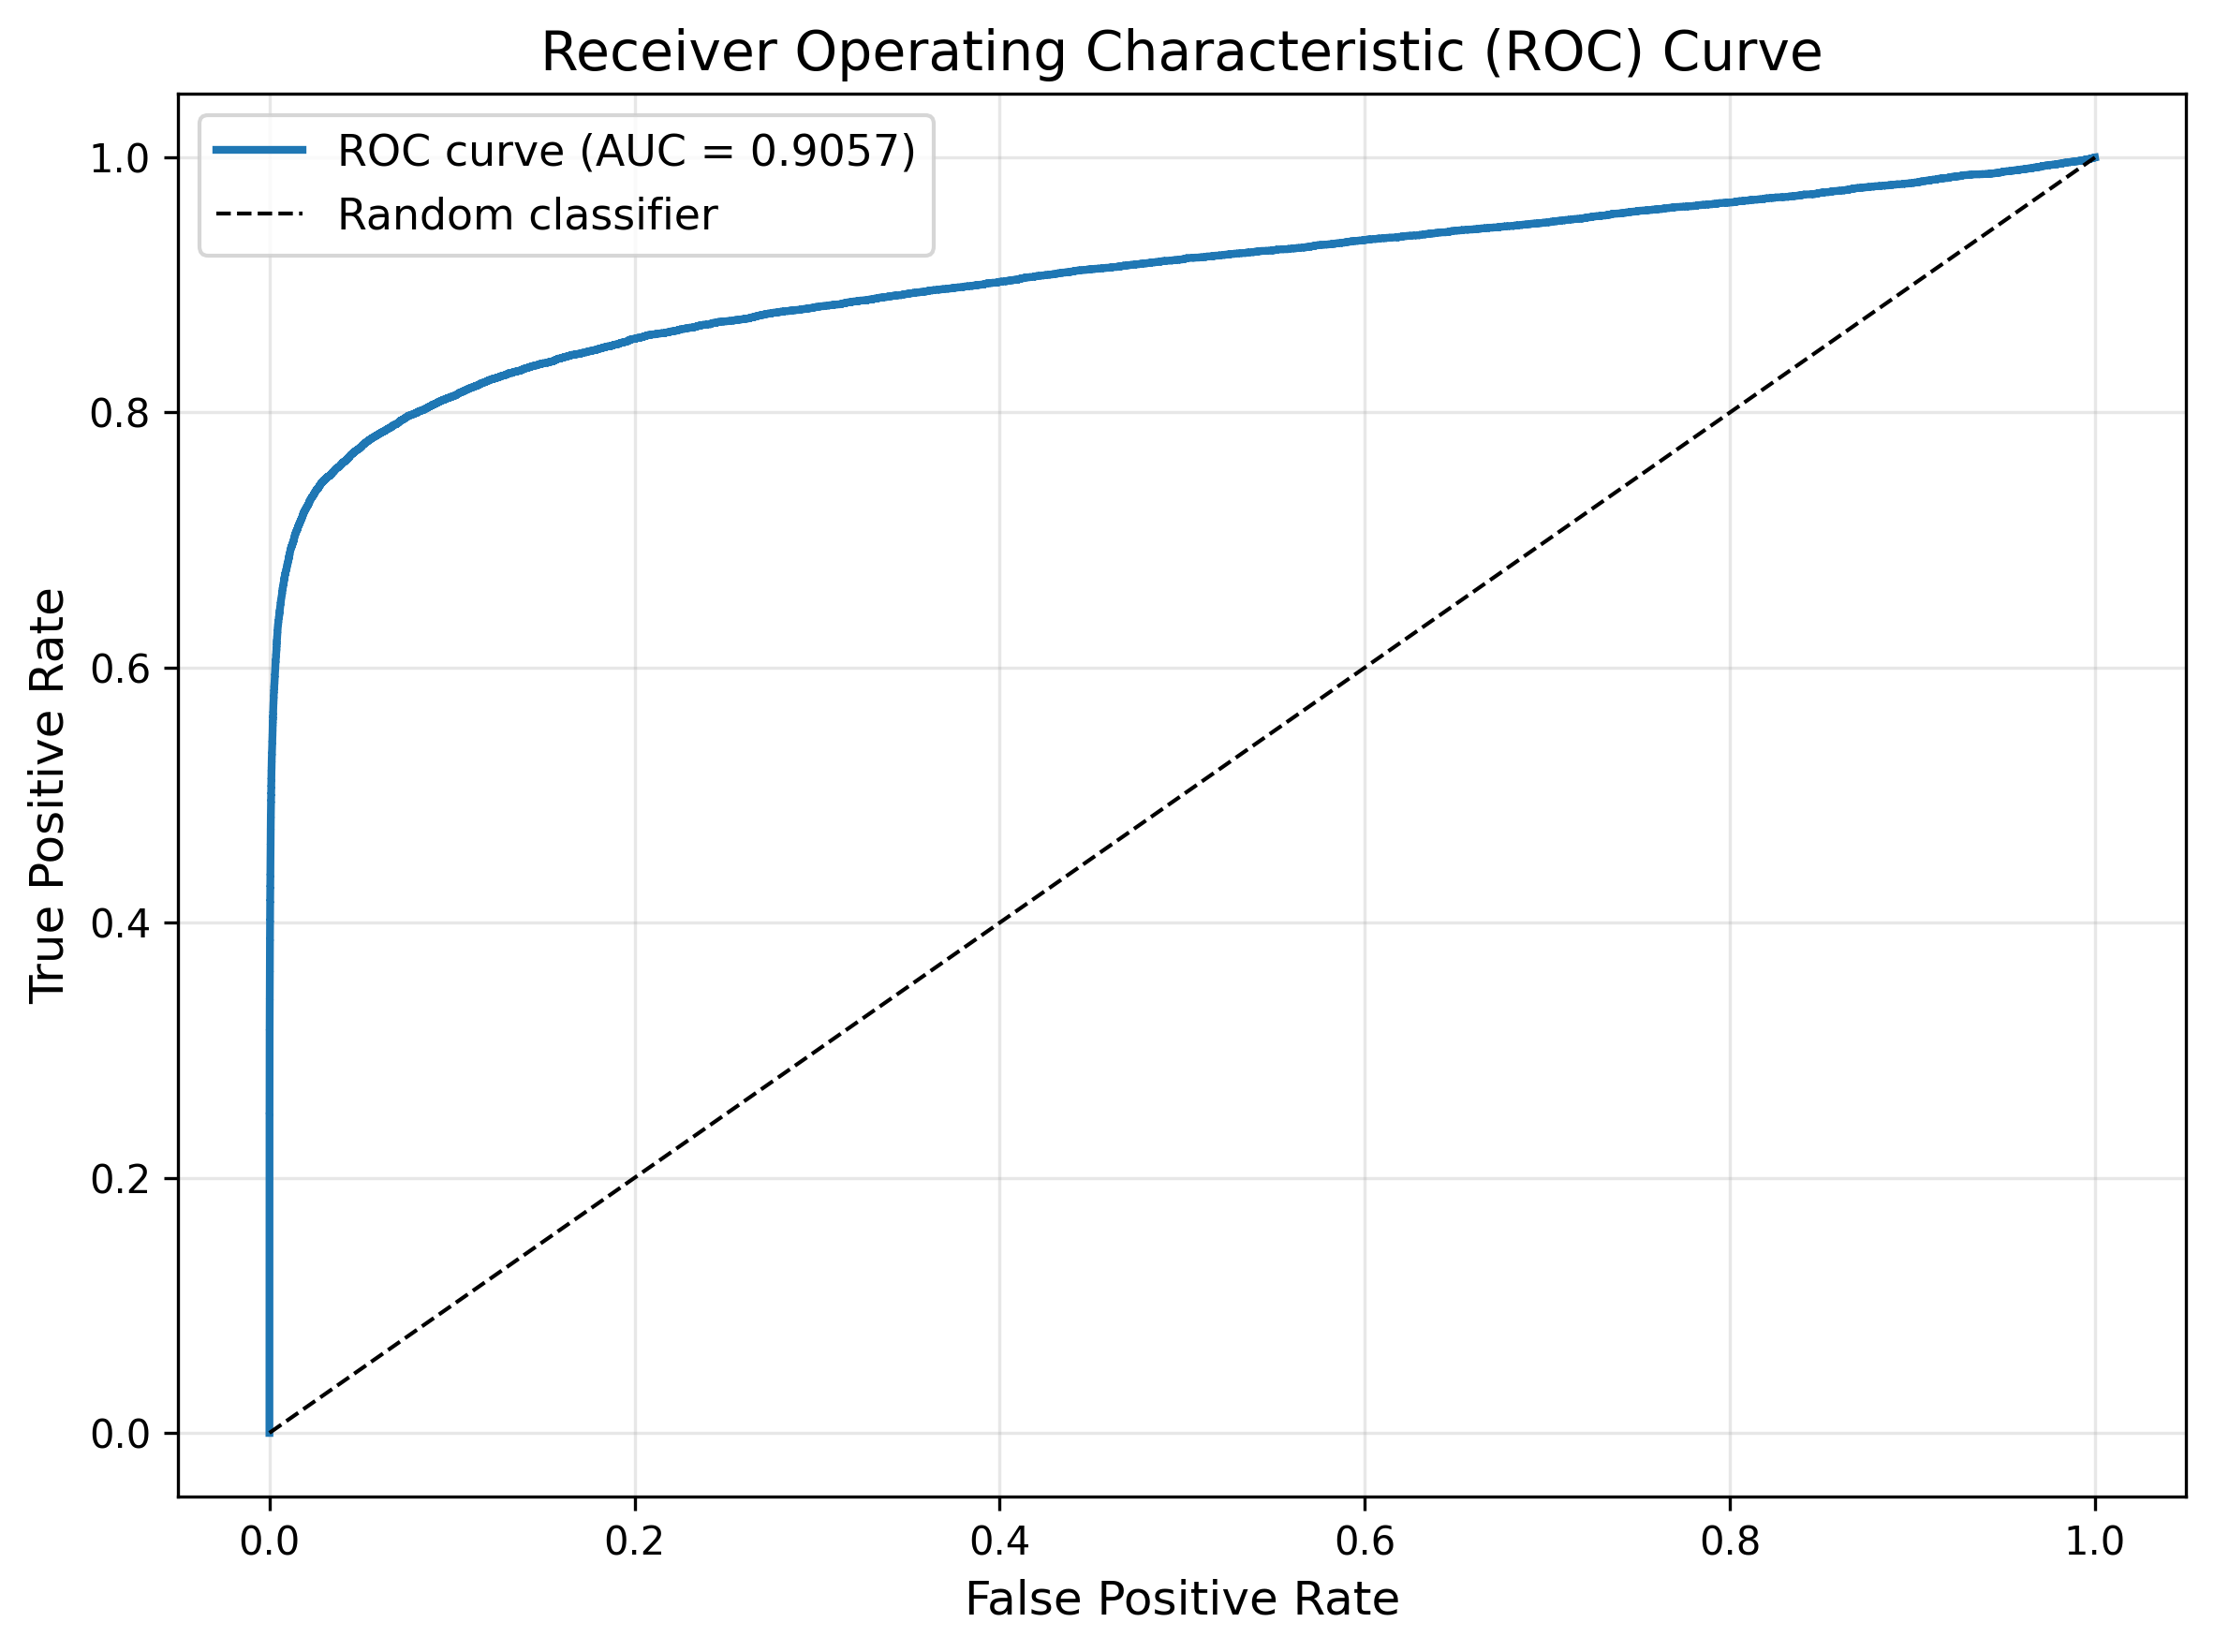 Receiver Operating Characteristic (ROC) Curve
ROC curve (AUC = 0.9057)
Random classifier
True Positive Rate
1.0
0.8
0.6
0.4
0.2
0.0
0.0 0.2 0.4 0.6 0.8 1.0
False Positive Rate